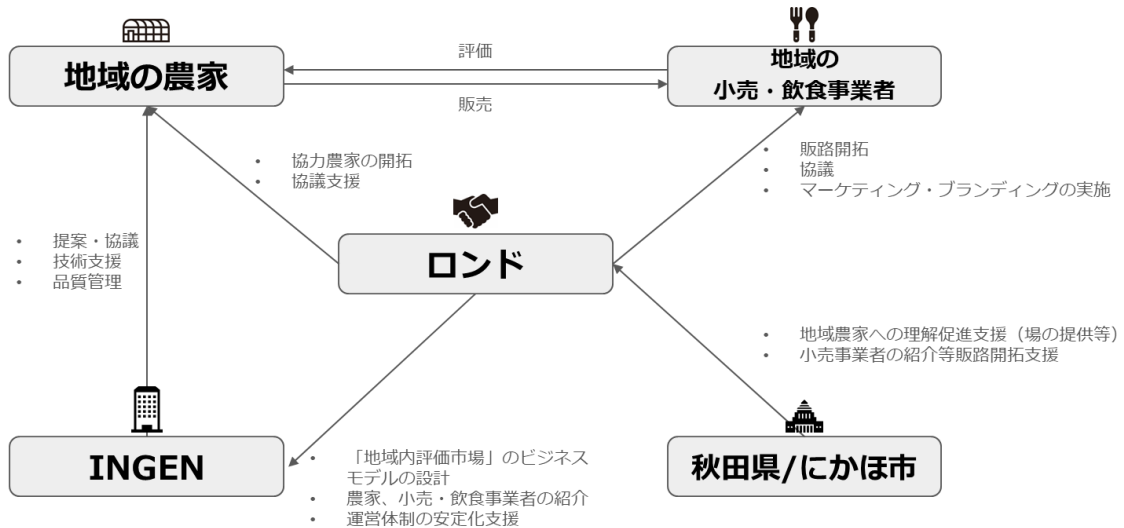 地域の農家
評価
販売
地域の
小売・飲食事業者
• 協力農家の開拓
• 協議支援
• 販路開拓
• 協議
• マーケティング・ブランディングの実施
• 提案・協議
• 技術支援
• 品質管理
ロンド
• 地域農家への理解促進支援（場の提供等）
• 小売事業者の紹介等販路開拓支援
INGEN
• 「地域内評価市場」のビジネス
モデルの設計
• 農家、小売・飲食事業者の紹介
• 運営体制の安定化支援
秋田県/にかほ市